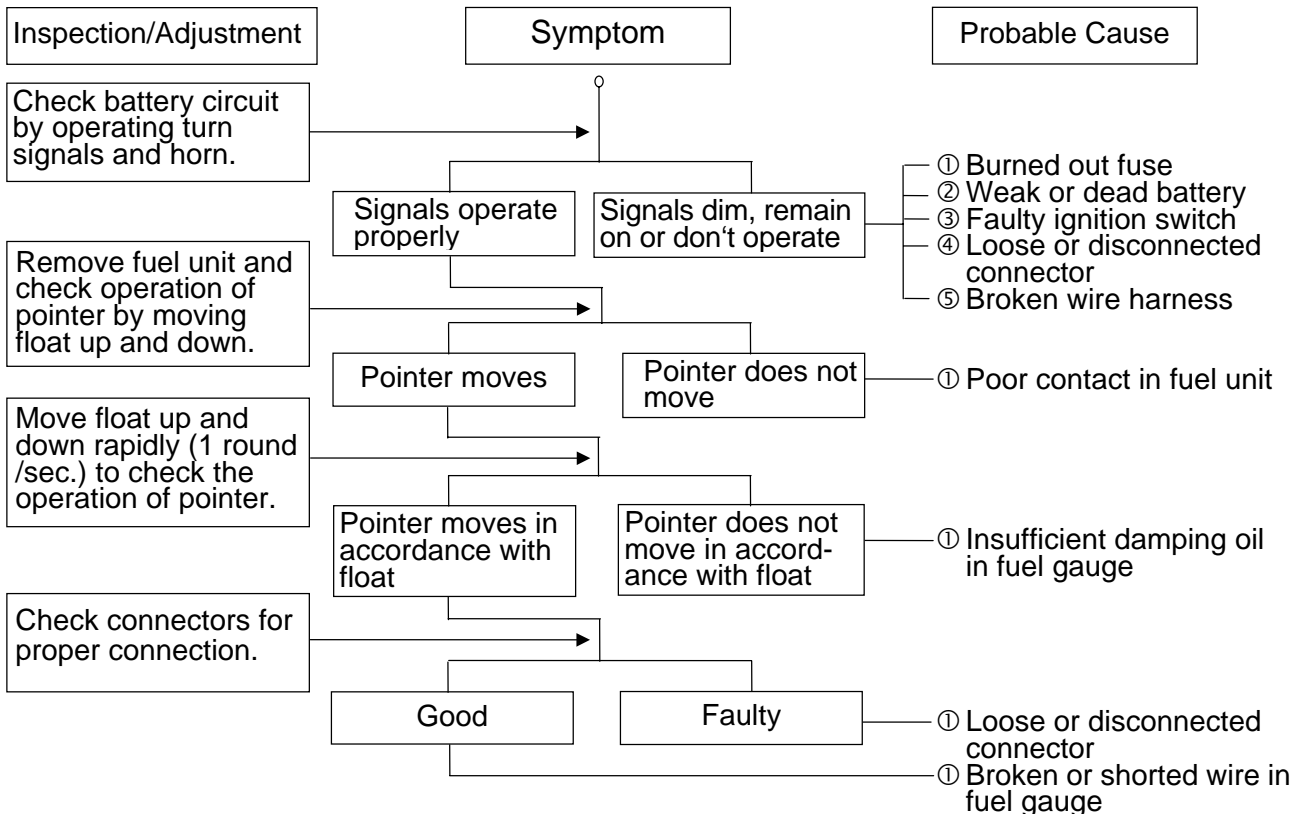 Inspection/Adjustment
Symptom
Probable Cause
Check battery circuit
by operating turn
signals and horn.
Signals operate
properly
Signals dim, remain
on or don‘t operate
① Burned out fuse
② Weak or dead battery
③ Faulty ignition switch
④ Loose or disconnected
connector
⑤ Broken wire harness
Remove fuel unit and
check operation of
pointer by moving
float up and down.
Pointer moves
Pointer does not
move
① Poor contact in fuel unit
Move float up and
down rapidly (1 round
/sec.) to check the
operation of pointer.
Pointer moves in
accordance with
float
Pointer does not
move in accord-
ance with float
① Insufficient damping oil
in fuel gauge
Check connectors for
proper connection.
Good
Faulty
① Loose or disconnected
connector
① Broken or shorted wire in
fuel gauge